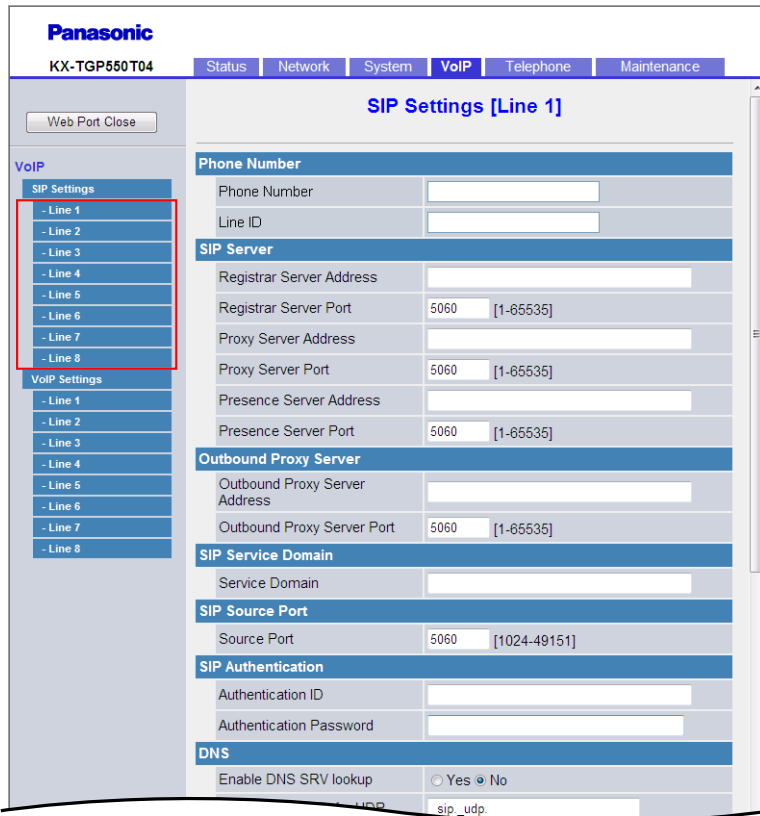 Panasonic
KX-TGP550T04
Status Network System VoIP Telephone Maintenance
Web Port Close
VoIP
SIP Settings
- Line 1
- Line 2
- Line 3
- Line 4
- Line 5
- Line 6
- Line 7
- Line 8
VoIP Settings
- Line 1
- Line 2
- Line 3
- Line 4
- Line 5
- Line 6
- Line 7
- Line 8
SIP Settings [Line 1]
Phone Number
Phone Number
Line ID
SIP Server
Registrar Server Address
Registrar Server Port 5060 [1-65535]
Proxy Server Address
Proxy Server Port 5060 [1-65535]
Presence Server Address
Presence Server Port 5060 [1-65535]
Outbound Proxy Server
Outbound Proxy Server
Address
Outbound Proxy Server Port 5060 [1-65535]
SIP Service Domain
Service Domain
SIP Source Port
Source Port 5060 [1024-49151]
SIP Authentication
Authentication ID
Authentication Password
DNS
Enable DNS SRV lookup Yes No
UDP _sip._udp.